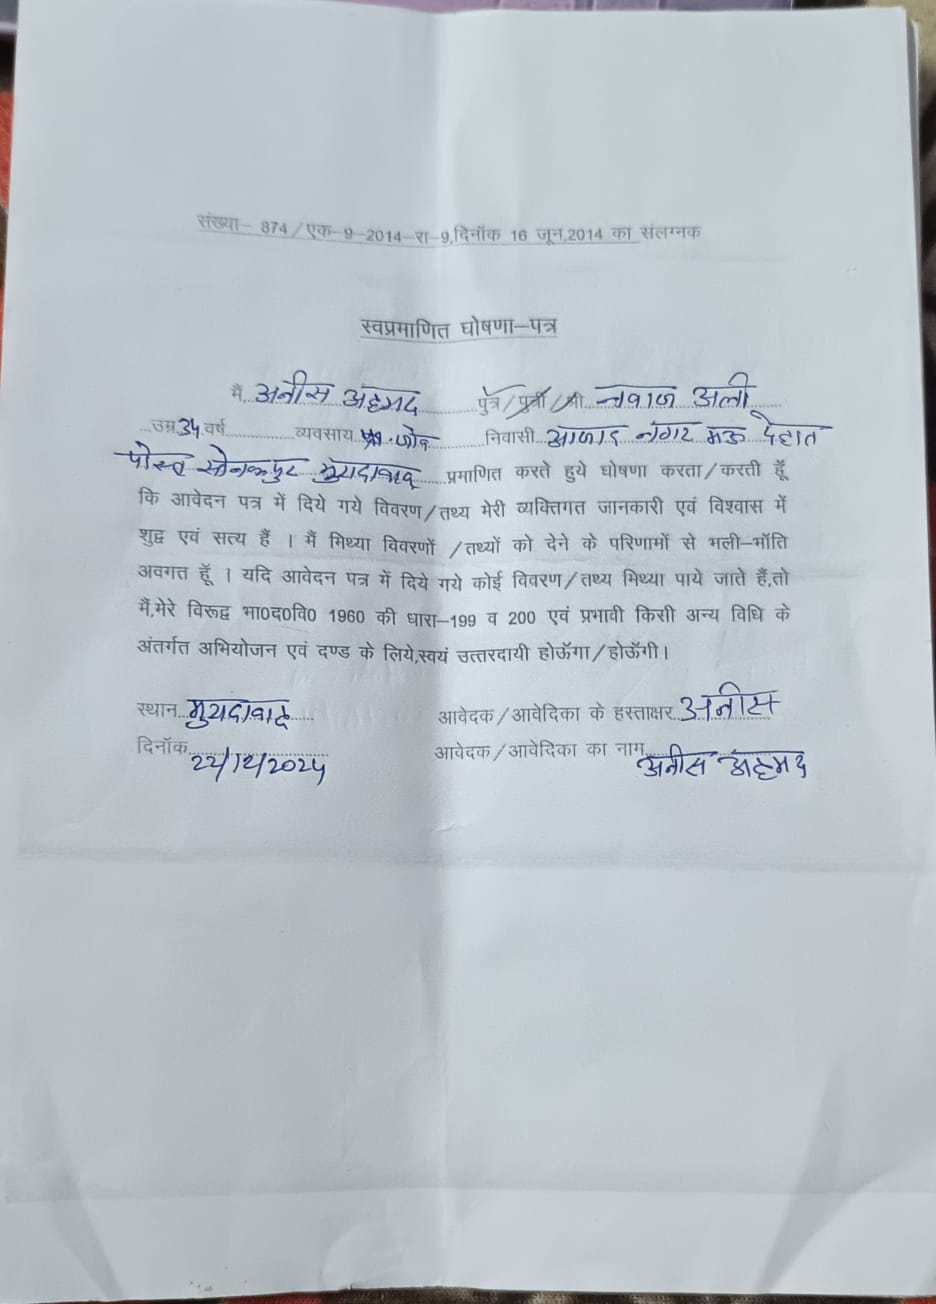 संख्या- 874/एक-9-2014-रा-9,दिनॉक 16 जून,2014 का संलग्नक
स्वप्रमाणित घोषणा-पत्र
मैं, अनीस अहमद पुत्र/पुत्री/श्री नवाज अली
उम्र 34 वर्ष व्यवसाय जोब निवासी आजाद नगर मऊ देहात
पोस्ट सोनकपुर मुरादाबाद प्रमाणित करते हुये घोषणा करता/करती हूँ
कि आवेदन पत्र में दिये गये विवरण/तथ्य मेरी व्यक्तिगत जानकारी एवं विश्वास में
शुद्व एवं सत्य हैं । मैं मिथ्या विवरणों /तथ्यों को देने के परिणामों से भली-भॉति
अवगत हूँ । यदि आवेदन पत्र में दिये गये कोई विवरण/तथ्य मिथ्या पाये जाते हैं,तो
मैं,मेरे विरूद्व भा0द0वि0 1960 की धारा-199 व 200 एवं प्रभावी किसी अन्य विधि के
अंतर्गत अभियोजन एवं दण्ड के लिये,स्वयं उत्तरदायी होऊँगा/होऊँगी।
स्थान मुरादाबाद आवेदक/आवेदिका के हस्ताक्षर अनीस
दिनॉक 22/12/2024 आवेदक/आवेदिका का नाम अनीस अहमद